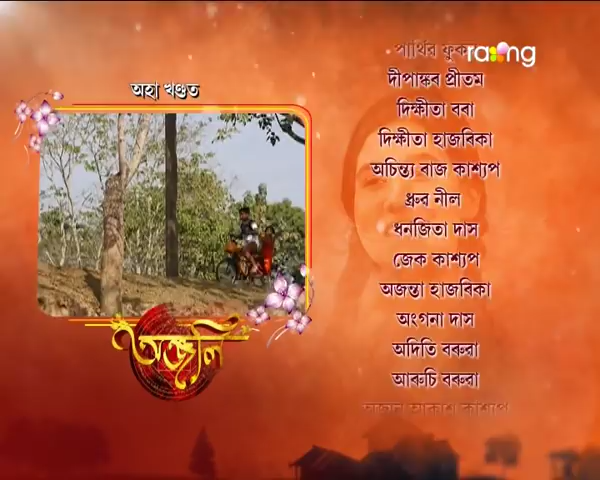 rang
অহা খণ্ডত
অঞ্জলি
পাৰ্থিৱ ফুকন
দীপাঙ্কৰ প্ৰীতম
দিক্ষীতা বৰা
দিক্ষীতা হাজৰিকা
অচিন্ত্য ৰাজ কাশ্যপ
ধ্ৰুৱ নীল
ধনজিতা দাস
জেক কাশ্যপ
অজন্তা হাজৰিকা
অংগনা দাস
অদিতি বৰুৱা
আৰুচি বৰুৱা